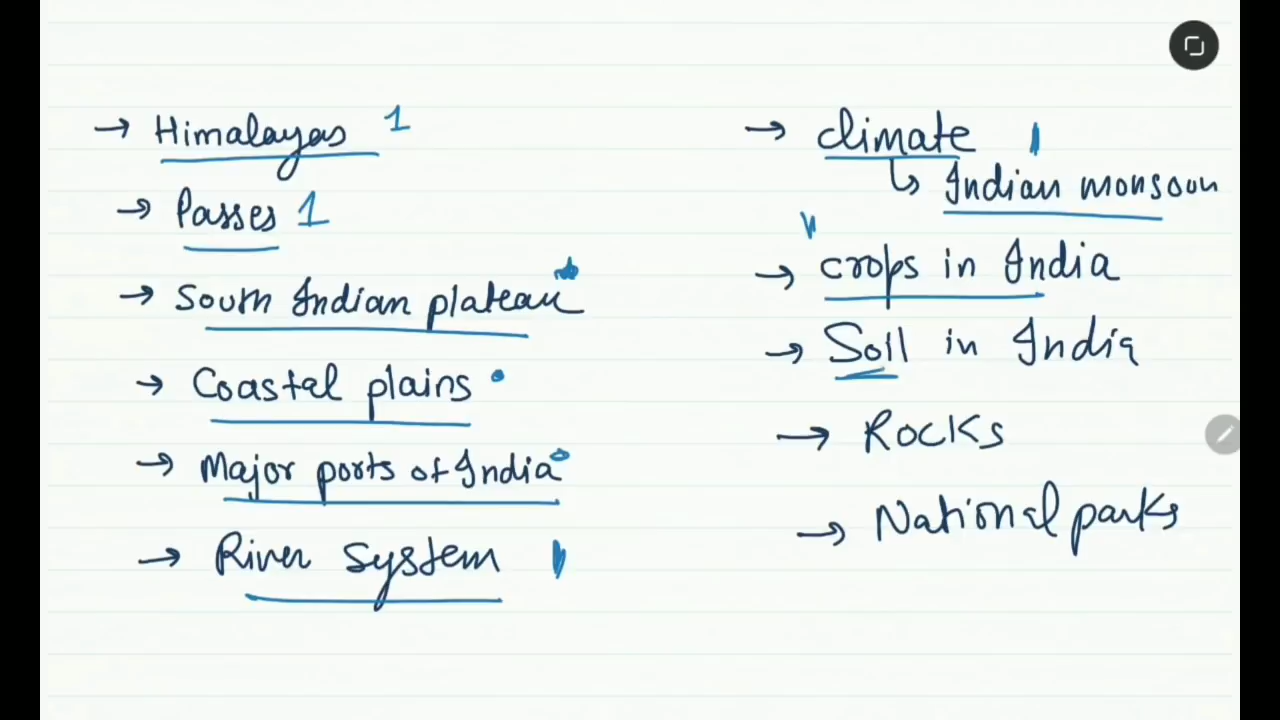 → Himalayas 1
→ Passes 1
→ South Indian plateau
→ Coastal plains
→ Major ports of India
→ River system
→ climate
↳ Indian monsoon
→ crops in India
→ Soil in India
→ Rocks
→ National parks